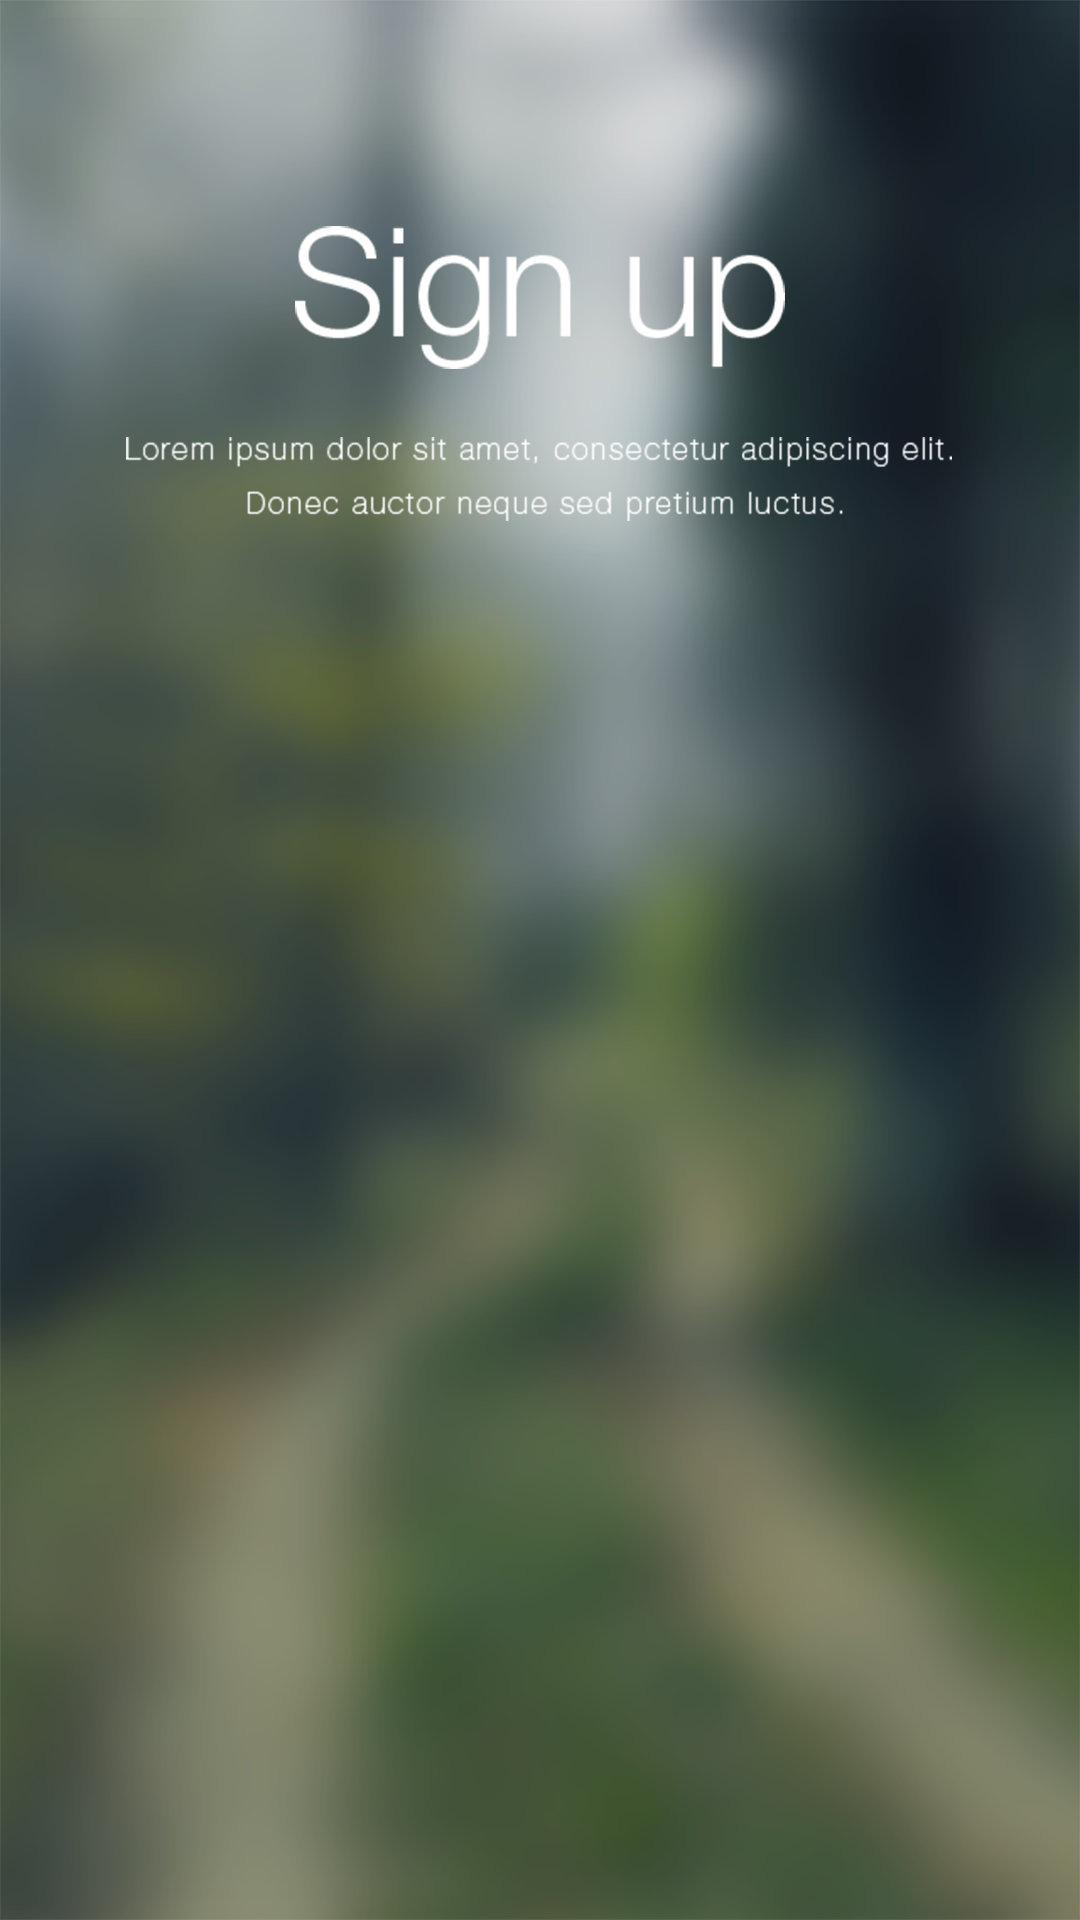 Sign up
Lorem ipsum dolor sit amet, consectetur adipiscing elit.
Donec auctor neque sed pretium luctus.